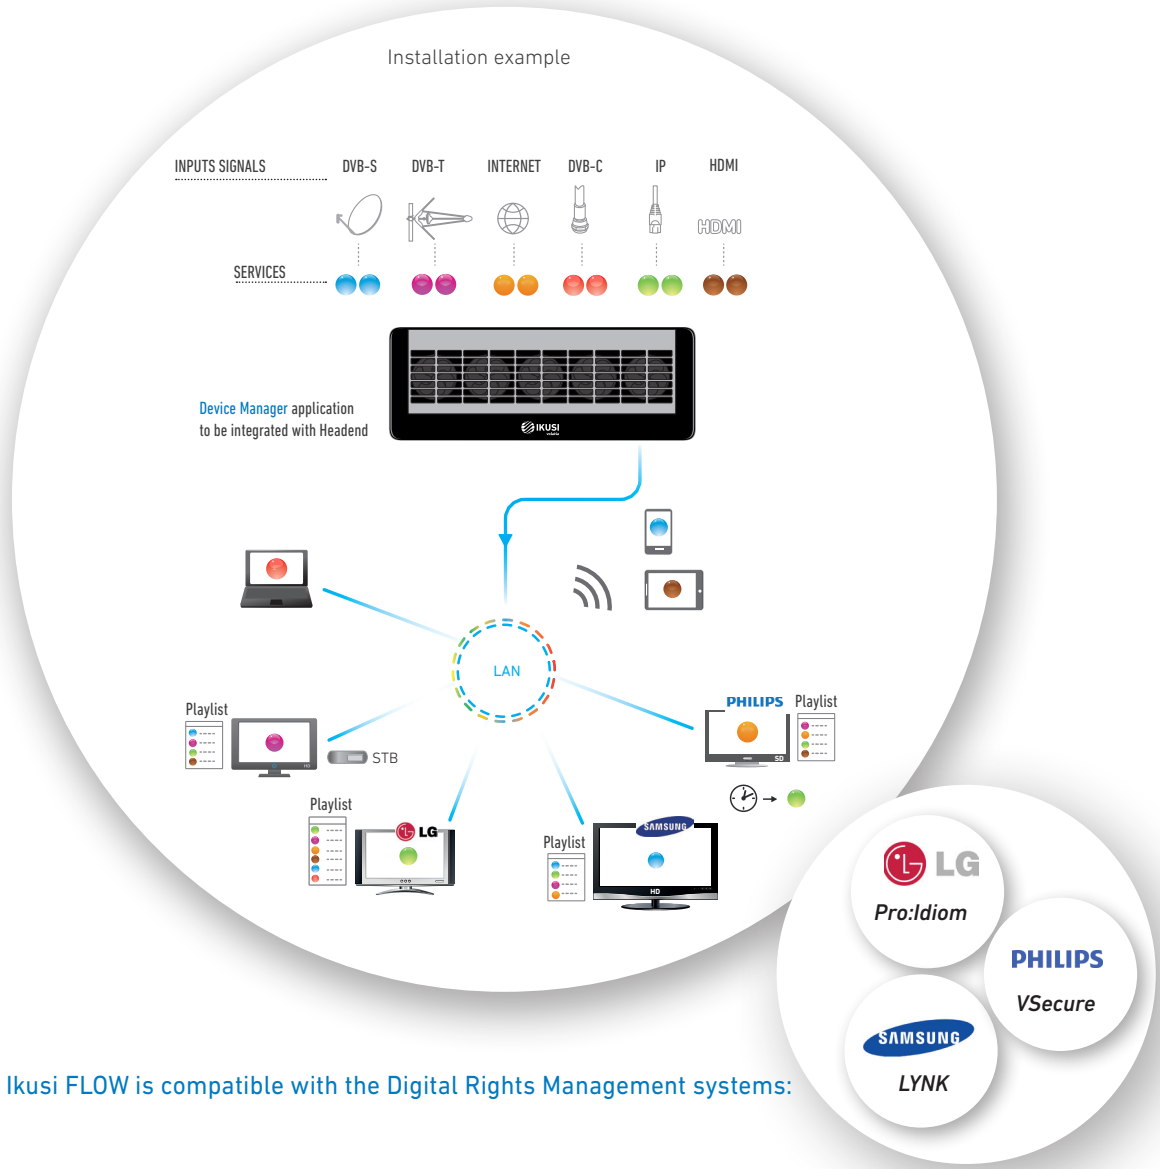 Installation example
INPUTS SIGNALS
DVB-S
DVB-T
INTERNET
DVB-C
IP
HDMI
HDMI
SERVICES
Device Manager application
to be integrated with Headend
IKUSI
velatia
LAN
Playlist
HD
STB
PHILIPS
Playlist
SD
Playlist
LG
Playlist
SAMSUNG
HD
LG
Pro:Idiom
PHILIPS
VSecure
SAMSUNG
LYNK
Ikusi FLOW is compatible with the Digital Rights Management systems: